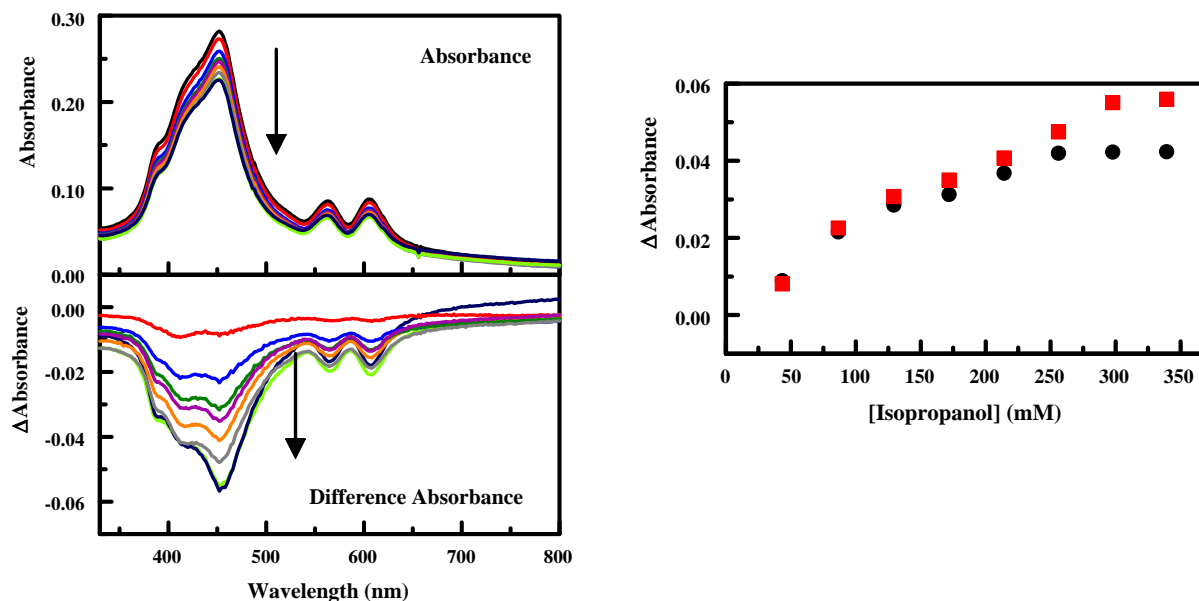 0.30
0.20
0.10
0.00
Absorbance
Absorbance
0.00
-0.02
-0.04
-0.06
ΔAbsorbance
Difference Absorbance
400 500 600 700 800
Wavelength (nm)
0.06
0.04
0.02
0.00
ΔAbsorbance
0 50 100 150 200 250 300 350
[Isopropanol] (mM)